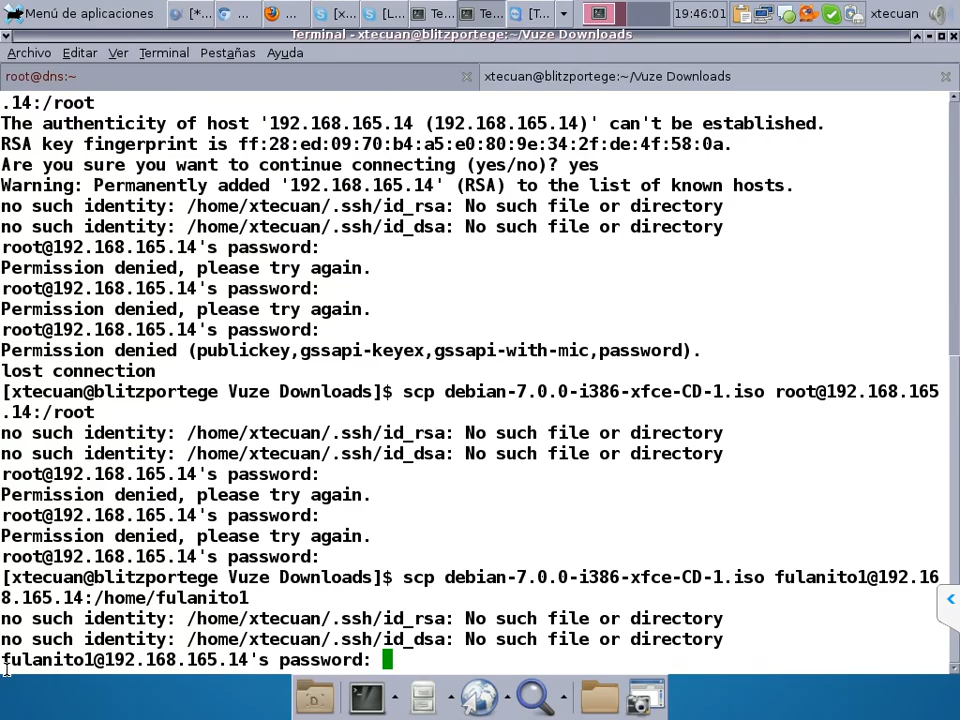 Menú de aplicaciones
[*...
...
...
[x...
[L...
Te...
Te...
[T...
19:46:01
xtecuan
Terminal - xtecuan@blitzportege:~/Vuze Downloads
Archivo Editar Ver Terminal Pestañas Ayuda
root@dns:~
xtecuan@blitzportege:~/Vuze Downloads
.14:/root
The authenticity of host '192.168.165.14 (192.168.165.14)' can't be established.
RSA key fingerprint is ff:28:ed:09:70:b4:a5:e0:80:9e:34:2f:de:4f:58:0a.
Are you sure you want to continue connecting (yes/no)? yes
Warning: Permanently added '192.168.165.14' (RSA) to the list of known hosts.
no such identity: /home/xtecuan/.ssh/id_rsa: No such file or directory
no such identity: /home/xtecuan/.ssh/id_dsa: No such file or directory
root@192.168.165.14's password:
Permission denied, please try again.
root@192.168.165.14's password:
Permission denied, please try again.
root@192.168.165.14's password:
Permission denied (publickey,gssapi-keyex,gssapi-with-mic,password).
lost connection
[xtecuan@blitzportege Vuze Downloads]$ scp debian-7.0.0-i386-xfce-CD-1.iso root@192.168.165
.14:/root
no such identity: /home/xtecuan/.ssh/id_rsa: No such file or directory
no such identity: /home/xtecuan/.ssh/id_dsa: No such file or directory
root@192.168.165.14's password:
Permission denied, please try again.
root@192.168.165.14's password:
Permission denied, please try again.
root@192.168.165.14's password:
[xtecuan@blitzportege Vuze Downloads]$ scp debian-7.0.0-i386-xfce-CD-1.iso fulanito1@192.16
8.165.14:/home/fulanito1
no such identity: /home/xtecuan/.ssh/id_rsa: No such file or directory
no such identity: /home/xtecuan/.ssh/id_dsa: No such file or directory
fulanito1@192.168.165.14's password: